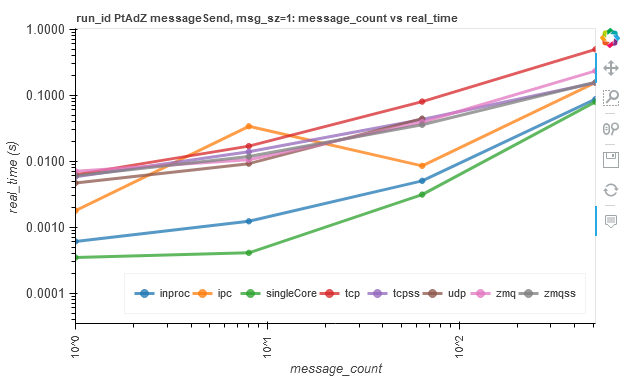 run_id PtAdZ messageSend, msg_sz=1: message_count vs real_time
1.0000
0.1000
0.0100
0.0010
0.0001
real_time (s)
inproc ipc singleCore tcp tcpss udp zmq zmqss
10^0 10^1 10^2
message_count